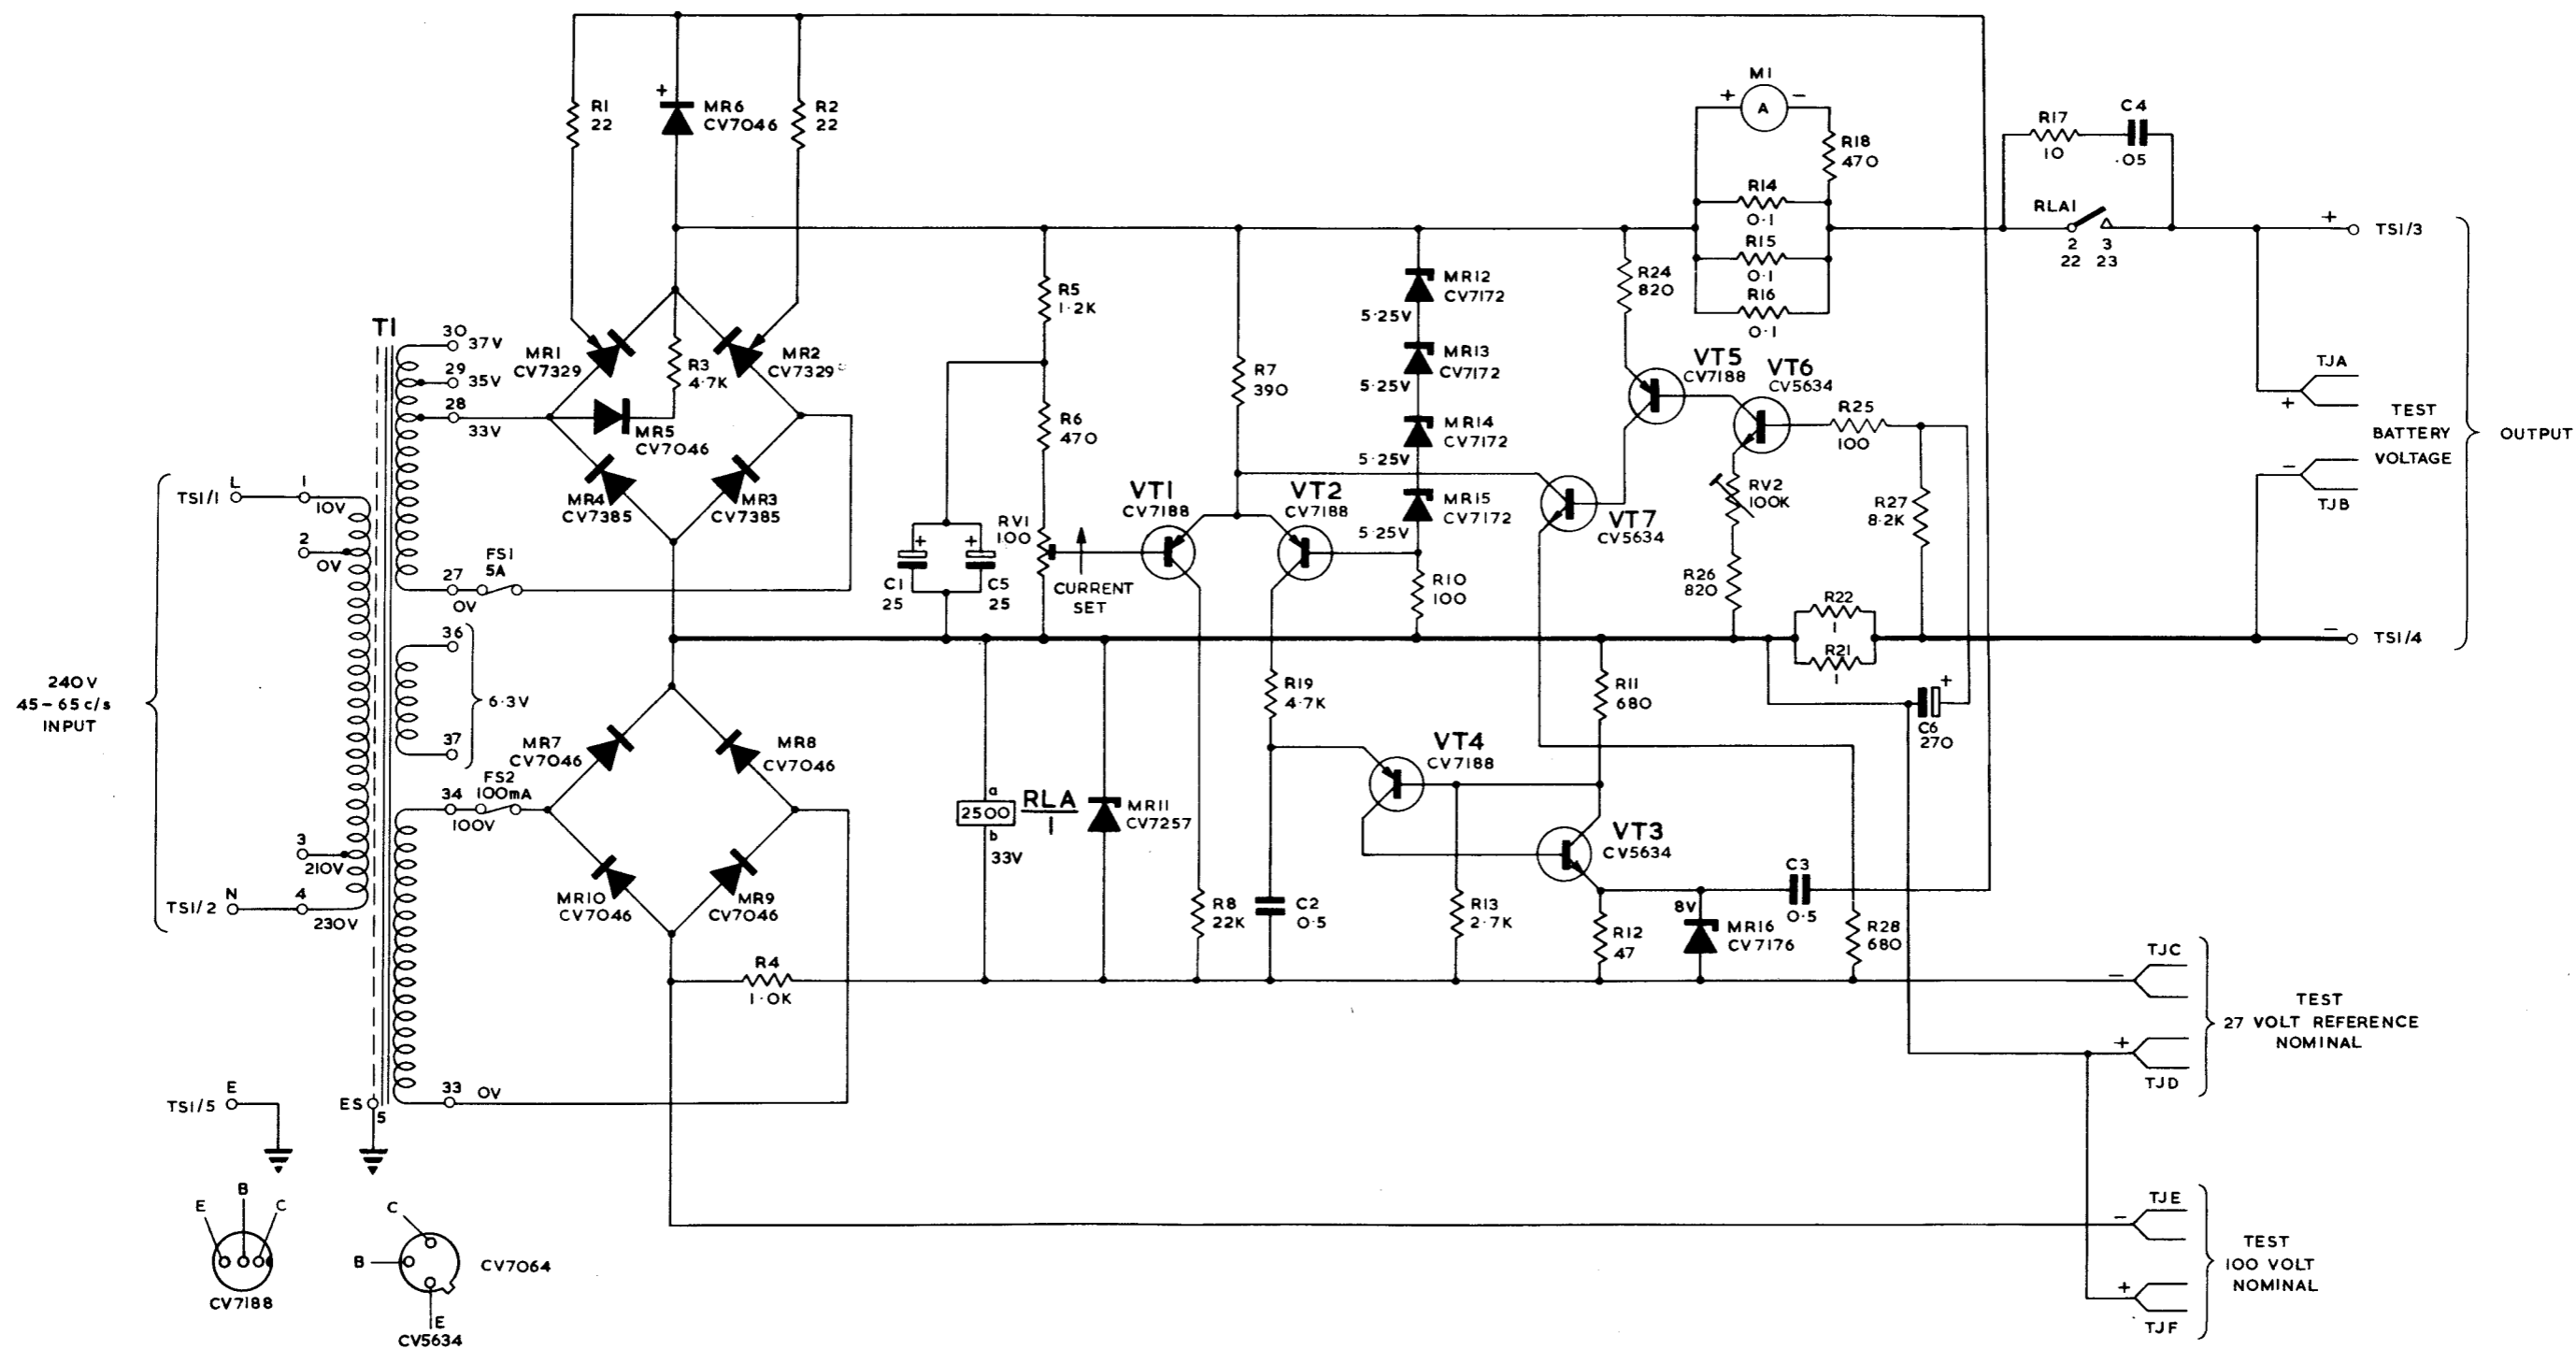 R1
22
+
MR6
CV7046
R2
22
M1
+
A
-
R18
470
R14
0·1
R15
0·1
R16
0·1
R17
10
C4
·05
RLA1
2
22
3
23
+
TS1/3
T1
30
37V
29
35V
28
33V
MR1
CV7329
R3
4·7K
MR2
CV7329
MR5
CV7046
MR4
CV7385
MR3
CV7385
R5
1·2K
R6
470
R7
390
MR12
CV7172
5·25V
MR13
CV7172
5·25V
MR14
CV7172
5·25V
MR15
CV7172
5·25V
R24
820
VT5
CV7188
VT6
CV5634
R25
100
TJA
+
TEST
BATTERY
VOLTAGE
-
TJB
OUTPUT
L
TS1/1
1
10V
2
0V
27
0V
FS1
5A
C1
25
+
+
C5
25
RV1
100
CURRENT
SET
VT1
CV7188
VT2
CV7188
R10
100
VT7
CV5634
RV2
100K
R26
820
R27
8·2K
R22
1
R21
1
-
TS1/4
240V
45-65 c/s
INPUT
36
6·3V
37
MR7
CV7046
MR8
CV7046
FS2
100mA
34
100V
MR10
CV7046
MR9
CV7046
3
210V
N
TS1/2
4
230V
a
2500
b
33V
RLA
1
MR11
CV7257
R19
4·7K
VT4
CV7188
R11
680
VT3
CV5634
C6
270
+
R8
22K
C2
0·5
R13
2·7K
R12
47
8V
MR16
CV7176
C3
0·5
R28
680
R4
1·0K
TJC
-
TEST
27 VOLT REFERENCE
NOMINAL
+
TJD
E
TS1/5
ES
5
33
0V
E
B
C
CV7188
C
B
E
CV7064
CV5634
TJE
-
TEST
100 VOLT
NOMINAL
+
TJF